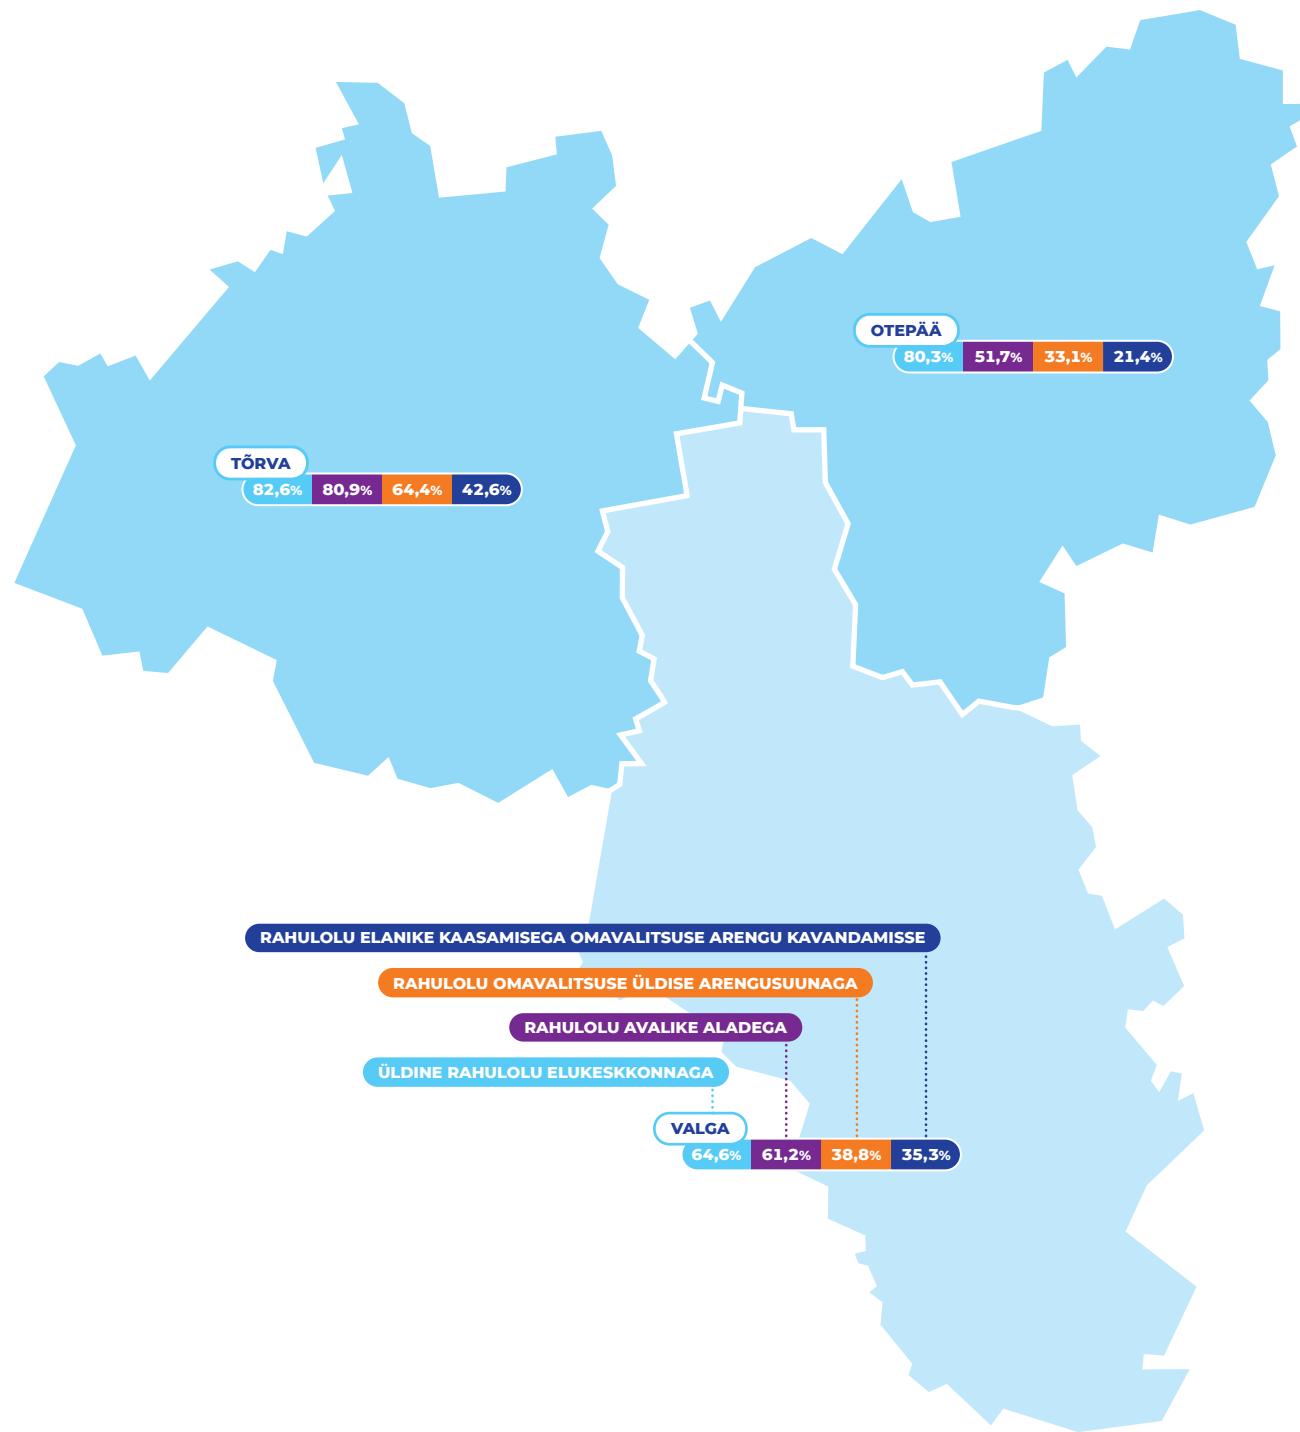 OTEPÄÄ
80,3% 51,7% 33,1% 21,4%
TÕRVA
82,6% 80,9% 64,4% 42,6%
RAHULOLU ELANIKE KAASAMISEGA OMAVALITSUSE ARENGU KAVANDAMISSE
RAHULOLU OMAVALITSUSE ÜLDISE ARENGUSUUNAGA
RAHULOLU AVALIKE ALADEGA
ÜLDINE RAHULOLU ELUKESKKONNAGA
VALGA
64,6% 61,2% 38,8% 35,3%